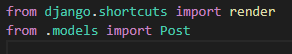 from django.shortcuts import render
from .models import Post